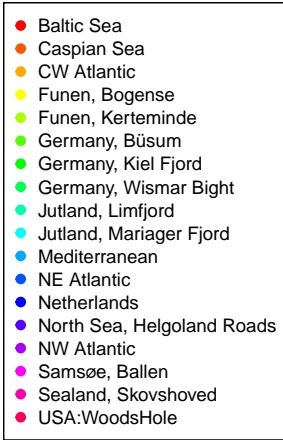 Baltic Sea
Caspian Sea
CW Atlantic
Funen, Bogense
Funen, Kerteminde
Germany, Büsum
Germany, Kiel Fjord
Germany, Wismar Bight
Jutland, Limfjord
Jutland, Mariager Fjord
Mediterranean
NE Atlantic
Netherlands
North Sea, Helgoland Roads
NW Atlantic
Samsøe, Ballen
Sealand, Skovshoved
USA:WoodsHole